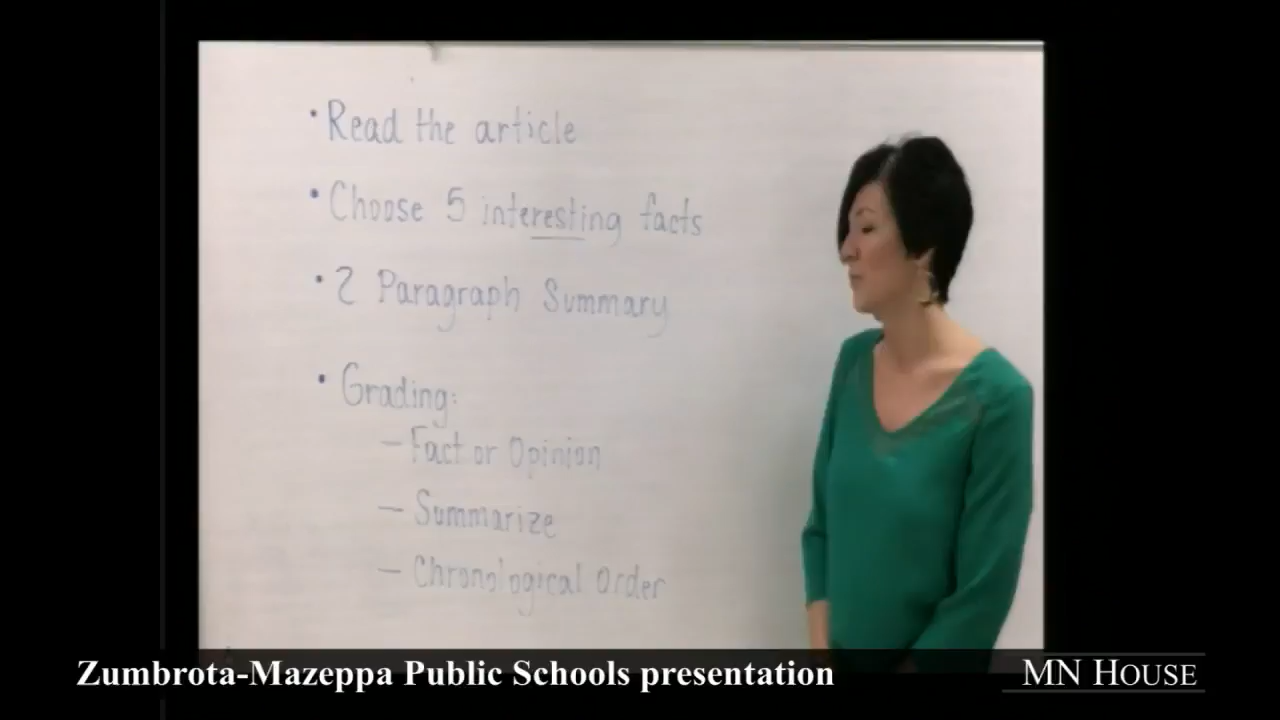 • Read the article
• Choose 5 interesting facts
• 2 Paragraph Summary
• Grading:
– Fact or Opinion
– Summarize
– Chronological Order
Zumbrota-Mazeppa Public Schools presentation
MN HOUSE